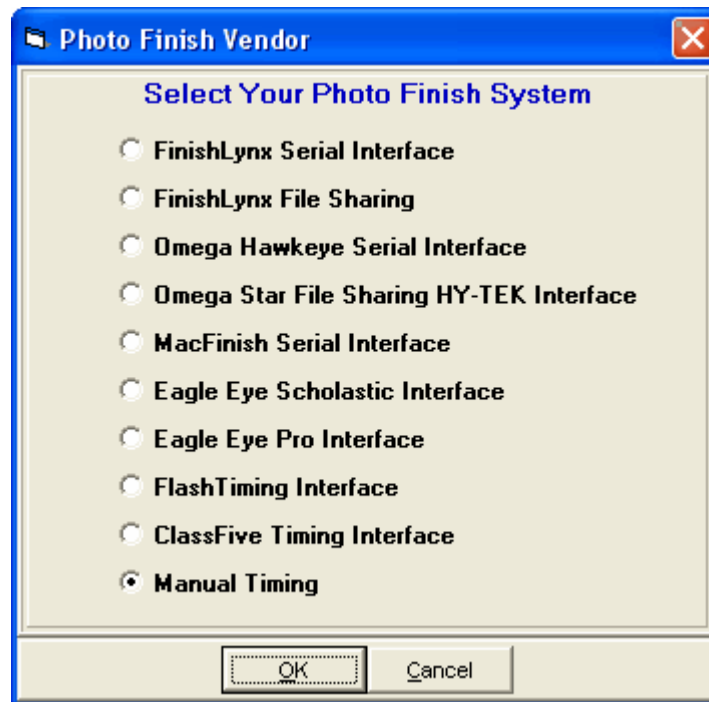 Photo Finish Vendor
Select Your Photo Finish System
FinishLynx Serial Interface
FinishLynx File Sharing
Omega Hawkeye Serial Interface
Omega Star File Sharing HY-TEK Interface
MacFinish Serial Interface
Eagle Eye Scholastic Interface
Eagle Eye Pro Interface
FlashTiming Interface
ClassFive Timing Interface
Manual Timing
OK Cancel